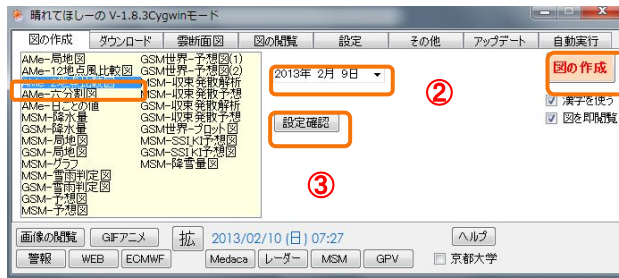 晴れてほしーの V-1.8.3Cygwinモード
図の作成 ダウンロード 雲断面図 図の閲覧 設定 その他 アップデート 自動実行
AMe-局地図 GSM世界-予想図(1)
AMe-12地点風比較図 GSM世界-予想図(2)
MSM-収束発散解析
AMe-六分割図 MSM-収束発散予想
AMe-日ごとの値 GSM-収束発散解析
MSM-降水量 GSM-収束発散予想
GSM-降水量 GSM世界-プロット図
GSM-局地図 MSM-SSI,KI予想図
MSM-局地図 GSM-SSI,KI予想図
MSM-グラフ MSM-降雪量図
MSM-雪雨判定図
GSM-雪雨判定図
GSM-予想図
MSM-予想図
2013年 2月 9日
②
図の作成
漢字を使う
図を即閲覧
設定確認
③
画像の閲覧 GIFアニメ 拡 2013/02/10 (日) 07:27 ヘルプ
警報 WEB ECMWF Medaca レーダー MSM GPV 京都大学